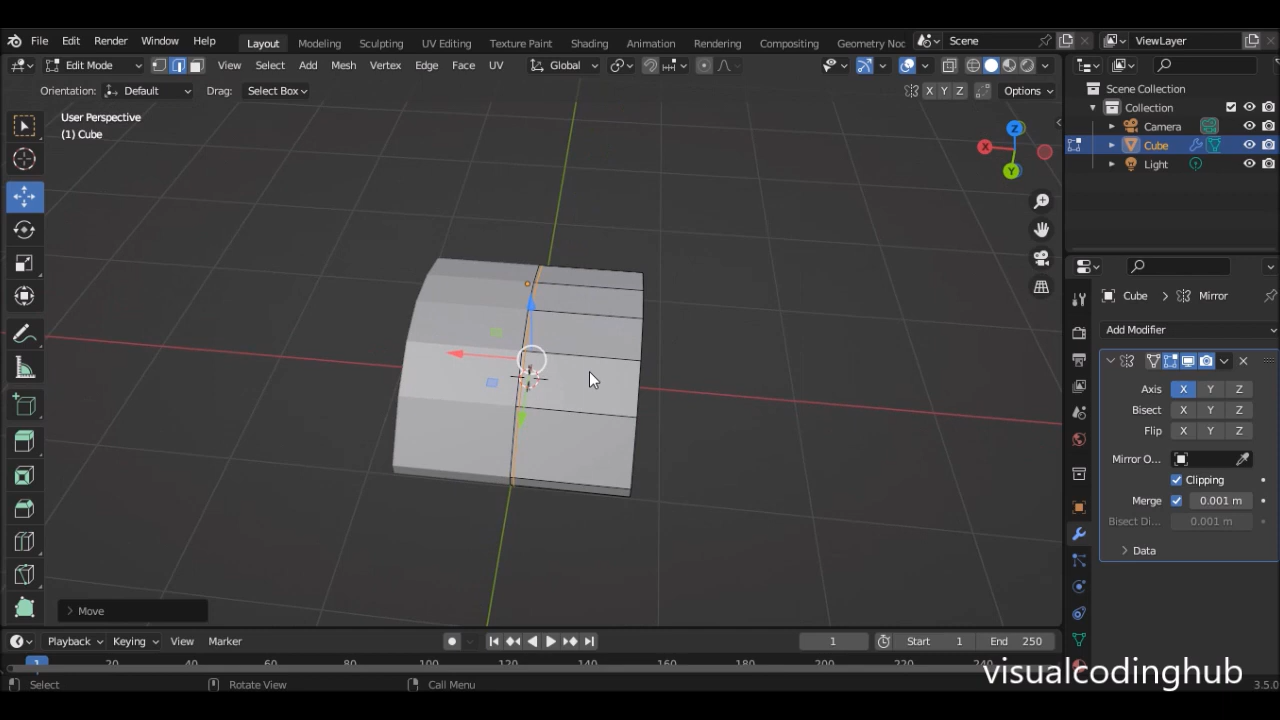 File Edit Render Window Help Layout Modeling Sculpting UV Editing Texture Paint Shading Animation Rendering Compositing Geometry Noc Scene ViewLayer
Edit Mode View Select Add Mesh Vertex Edge Face UV Global
Orientation: Default Drag: Select Box X Y Z Options
User Perspective
(1) Cube
Z
X
Y
Scene Collection
Collection
Camera
Cube
Light
Cube > Mirror
Add Modifier
Axis X Y Z
Bisect X Y Z
Flip X Y Z
Mirror O...
Clipping
Merge 0.001 m
Bisect Di... 0.001 m
> Data
> Move
Playback Keying View Marker 1 Start 1 End 250
1 20 40 60 80 100 120 140 160 180 200 220 240
Select Rotate View Call Menu 3.5.0
visualcodinghub